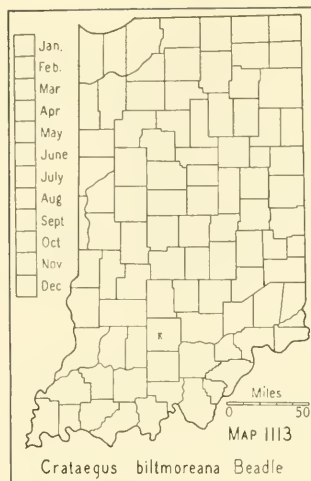 Jan.
Feb.
Mar
Apr
May
June
July
Aug
Sept
Oct
Nov
Dec
K
Miles
0 50
MAP 1113
Crataegus biltmoreana Beadle